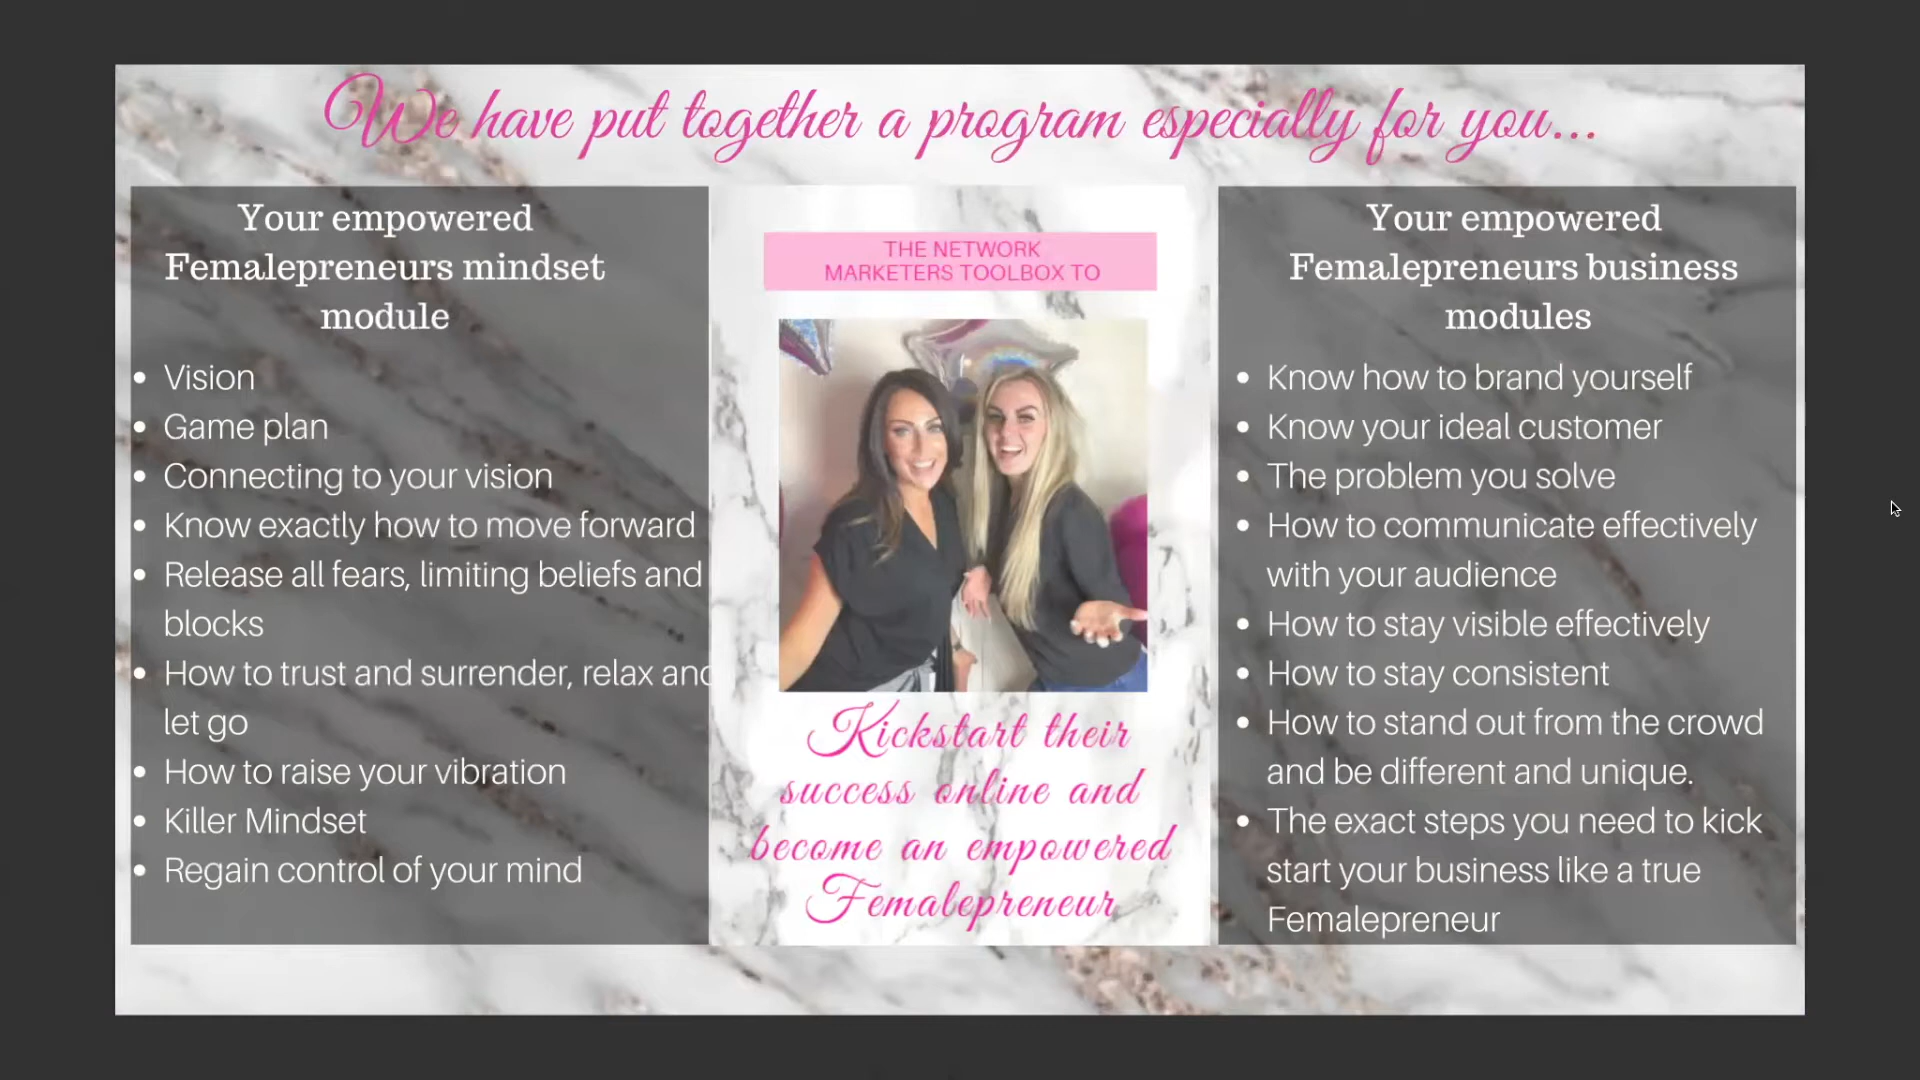 We have put together a program especially for you...
Your empowered
Femalepreneurs mindset
module
• Vision
• Game plan
• Connecting to your vision
• Know exactly how to move forward
• Release all fears, limiting beliefs and
blocks
• How to trust and surrender, relax and
let go
• How to raise your vibration
• Killer Mindset
• Regain control of your mind
THE NETWORK
MARKETERS TOOLBOX TO
Kickstart their
success online and
become an empowered
Femalepreneur
Your empowered
Femalepreneurs business
modules
• Know how to brand yourself
• Know your ideal customer
• The problem you solve
• How to communicate effectively
with your audience
• How to stay visible effectively
• How to stay consistent
• How to stand out from the crowd
and be different and unique.
• The exact steps you need to kick
start your business like a true
Femalepreneur